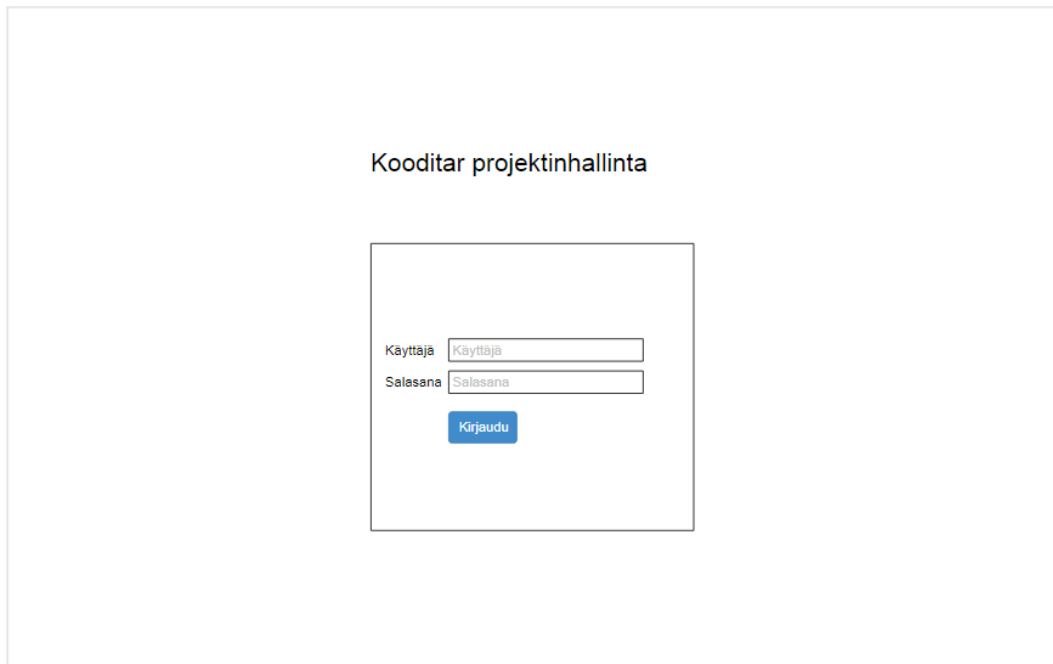 Kooditar projektinhallinta
Käyttäjä Käyttäjä
Salasana Salasana
Kirjaudu